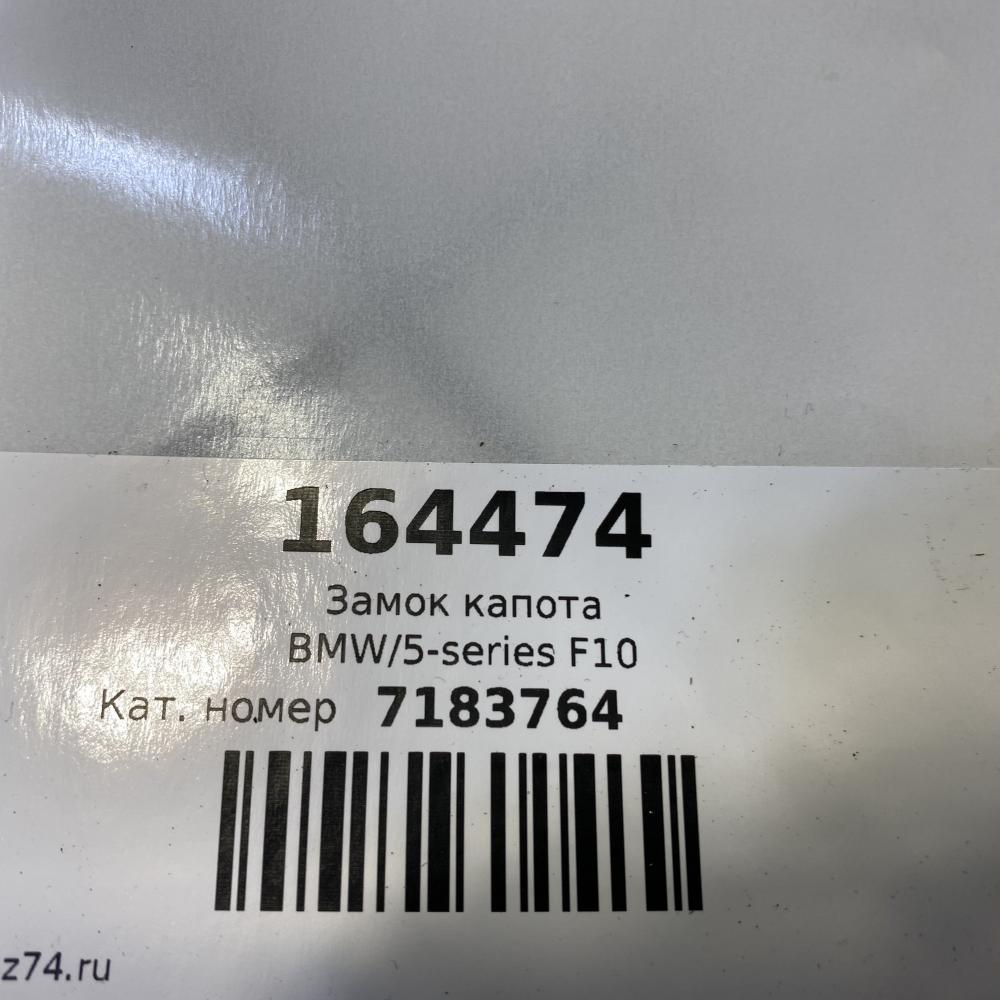 164474
Замок капота
BMW/5-series F10
Кат. номер 7183764
z74.ru